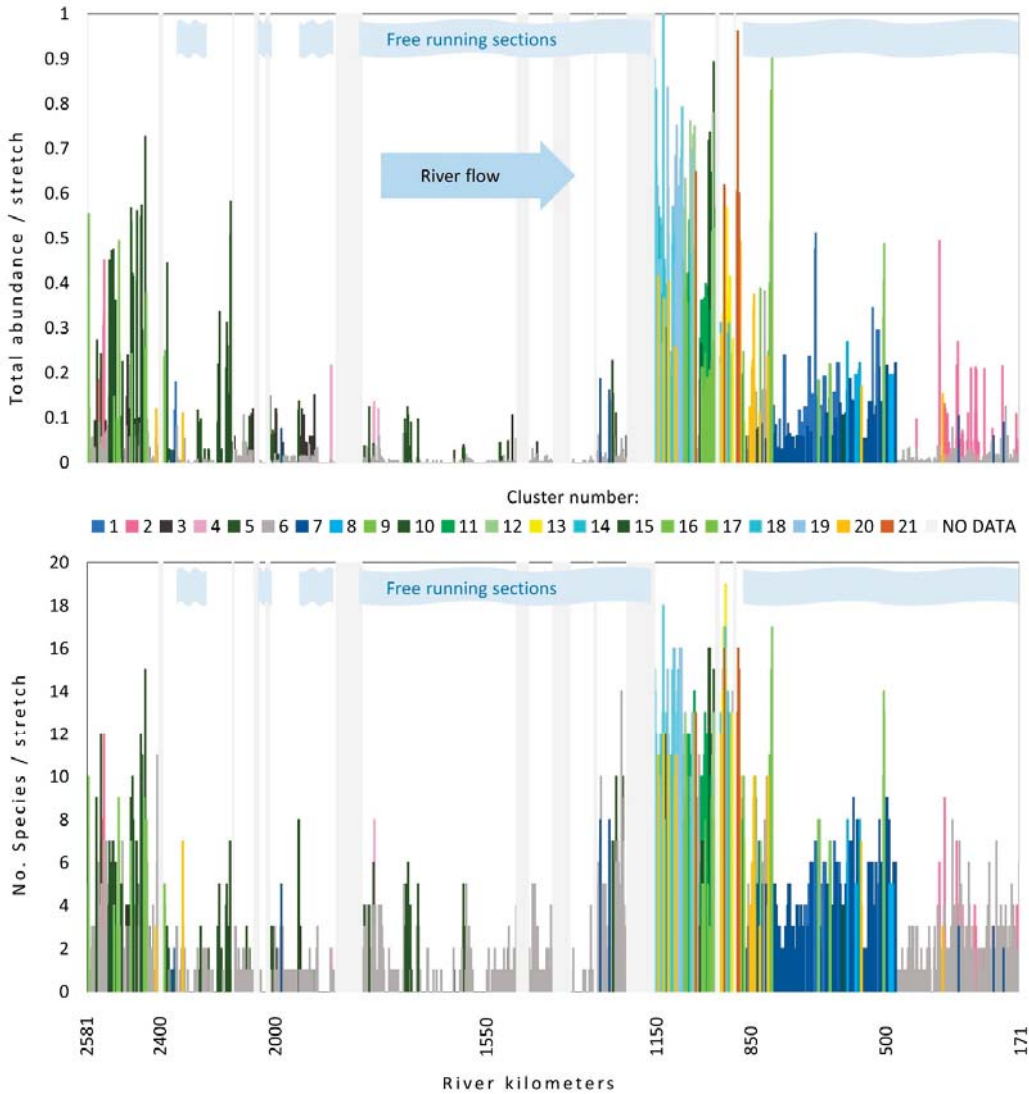 1
0.9
0.8
0.7
0.6
0.5
0.4
0.3
0.2
0.1
0
Total abundance / stretch
Free running sections
River flow
Cluster number:
1 2 3 4 5 6 7 8 9 10 11 12 13 14 15 16 17 18 19 20 21 NO DATA
20
18
16
14
12
10
8
6
4
2
0
No. Species / stretch
Free running sections
2581 2400 2000 1550 1150 850 500 171
River kilometers